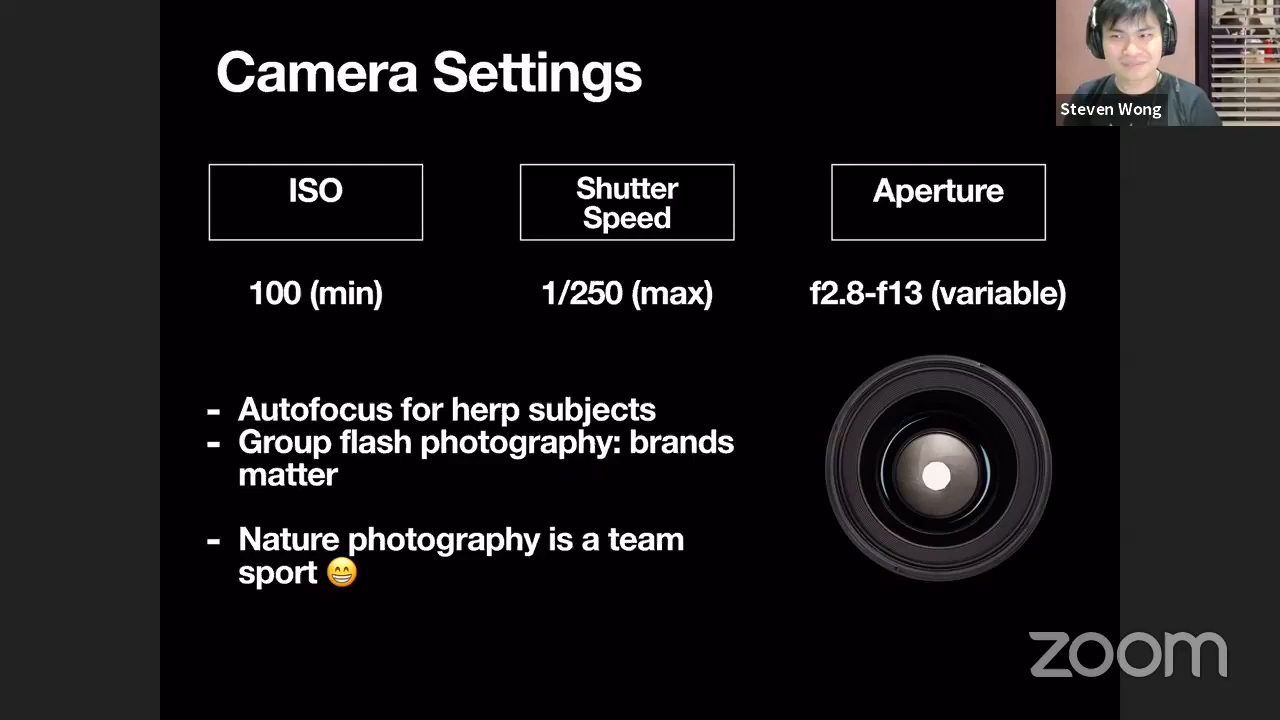 Camera Settings
Steven Wong
ISO
Shutter
Speed
Aperture
100 (min)
1/250 (max)
f2.8-f13 (variable)
- Autofocus for herp subjects
- Group flash photography: brands
matter
- Nature photography is a team
sport 😁
zoom